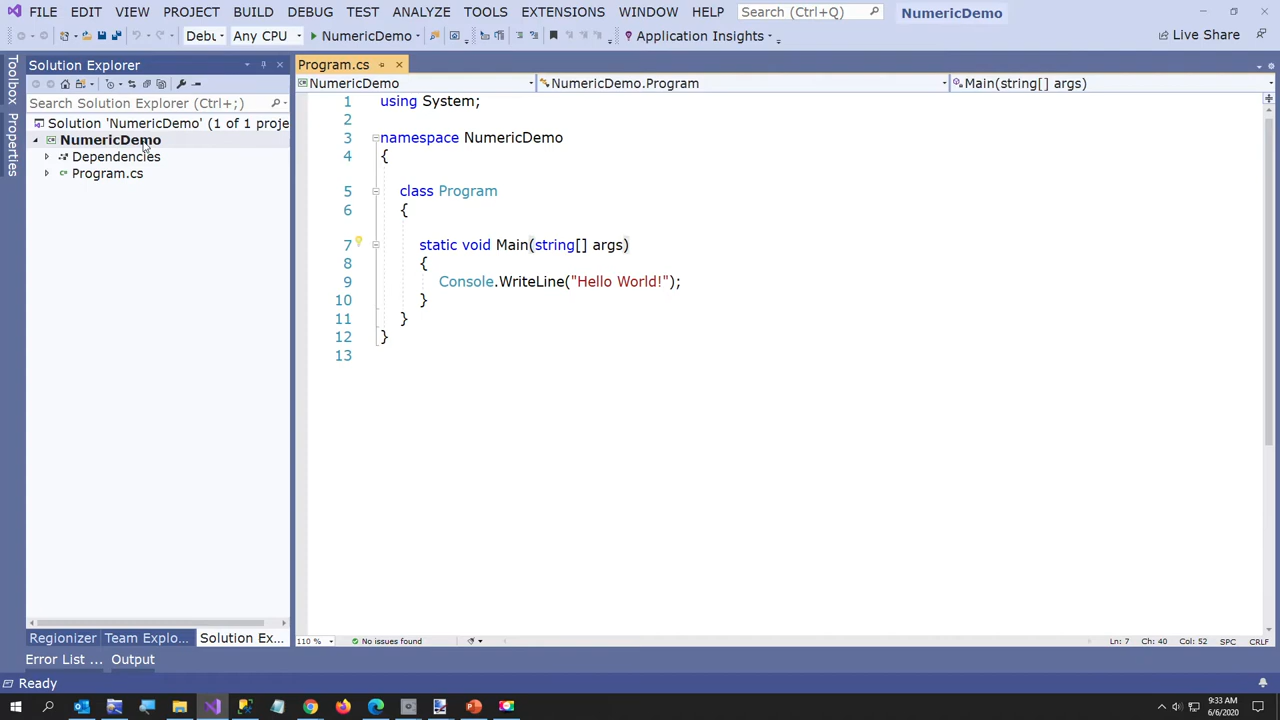 FILE EDIT VIEW PROJECT BUILD DEBUG TEST ANALYZE TOOLS EXTENSIONS WINDOW HELP Search (Ctrl+Q) NumericDemo
Debu Any CPU NumericDemo Application Insights Live Share
Toolbox
Properties
Solution Explorer
Search Solution Explorer (Ctrl+;)
Solution 'NumericDemo' (1 of 1 proje
NumericDemo
Dependencies
Program.cs
Regionizer Team Explo... Solution Ex...
Program.cs
NumericDemo NumericDemo.Program Main(string[] args)
1 using System;
2
3 namespace NumericDemo
4 {
5 class Program
6 {
7 static void Main(string[] args)
8 {
9 Console.WriteLine("Hello World!");
10 }
11 }
12 }
13
110 % No issues found Ln: 7 Ch: 40 Col: 52 SPC CRLF
Error List ... Output
Ready
9:33 AM
6/6/2020